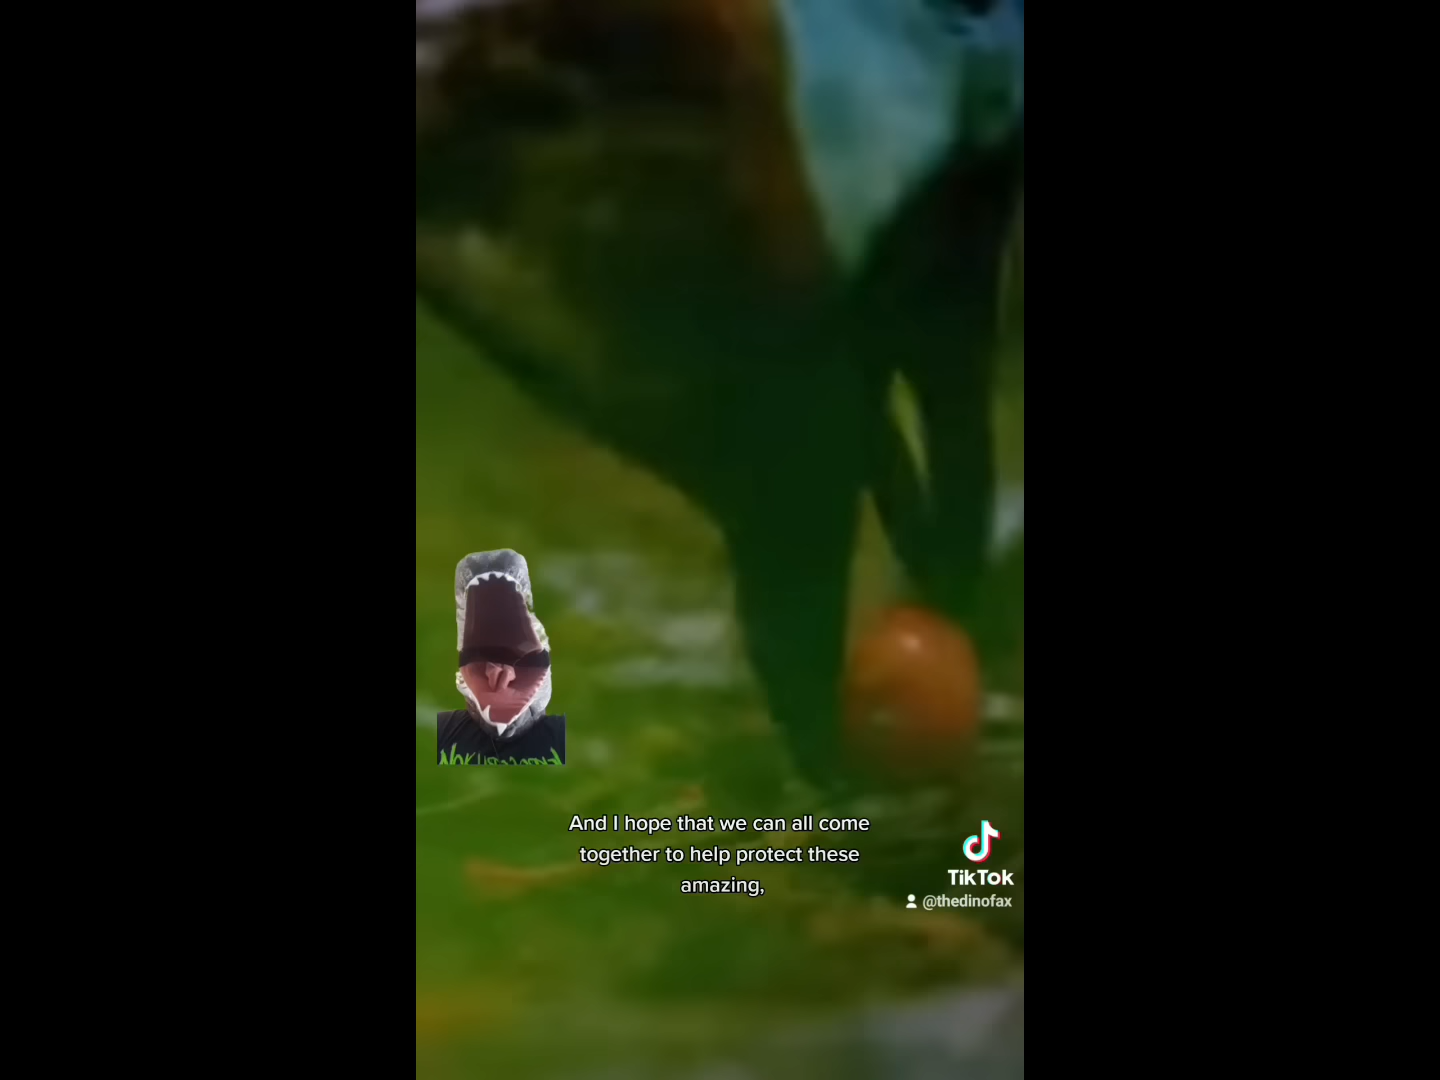 And I hope that we can all come
together to help protect these
amazing,
TikTok
@thedinofax